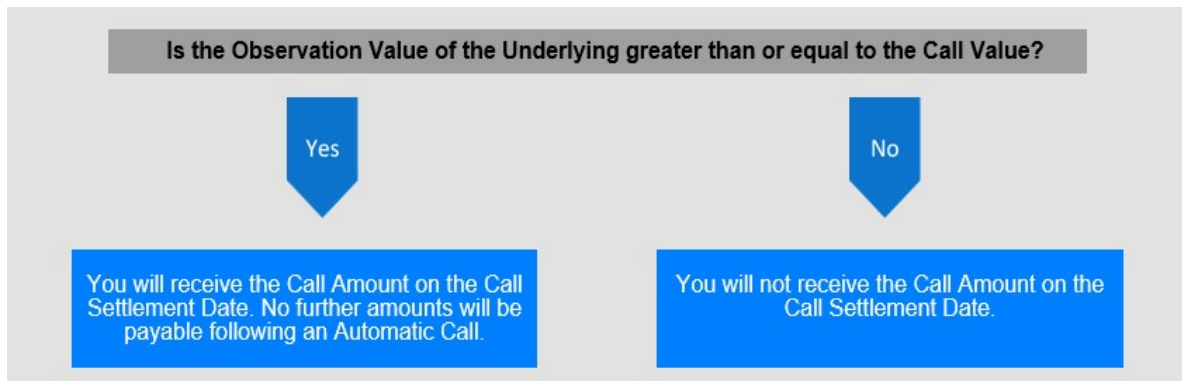 Is the Observation Value of the Underlying greater than or equal to the Call Value?
Yes
No
You will receive the Call Amount on the Call
Settlement Date. No further amounts will be
payable following an Automatic Call.
You will not receive the Call Amount on the
Call Settlement Date.